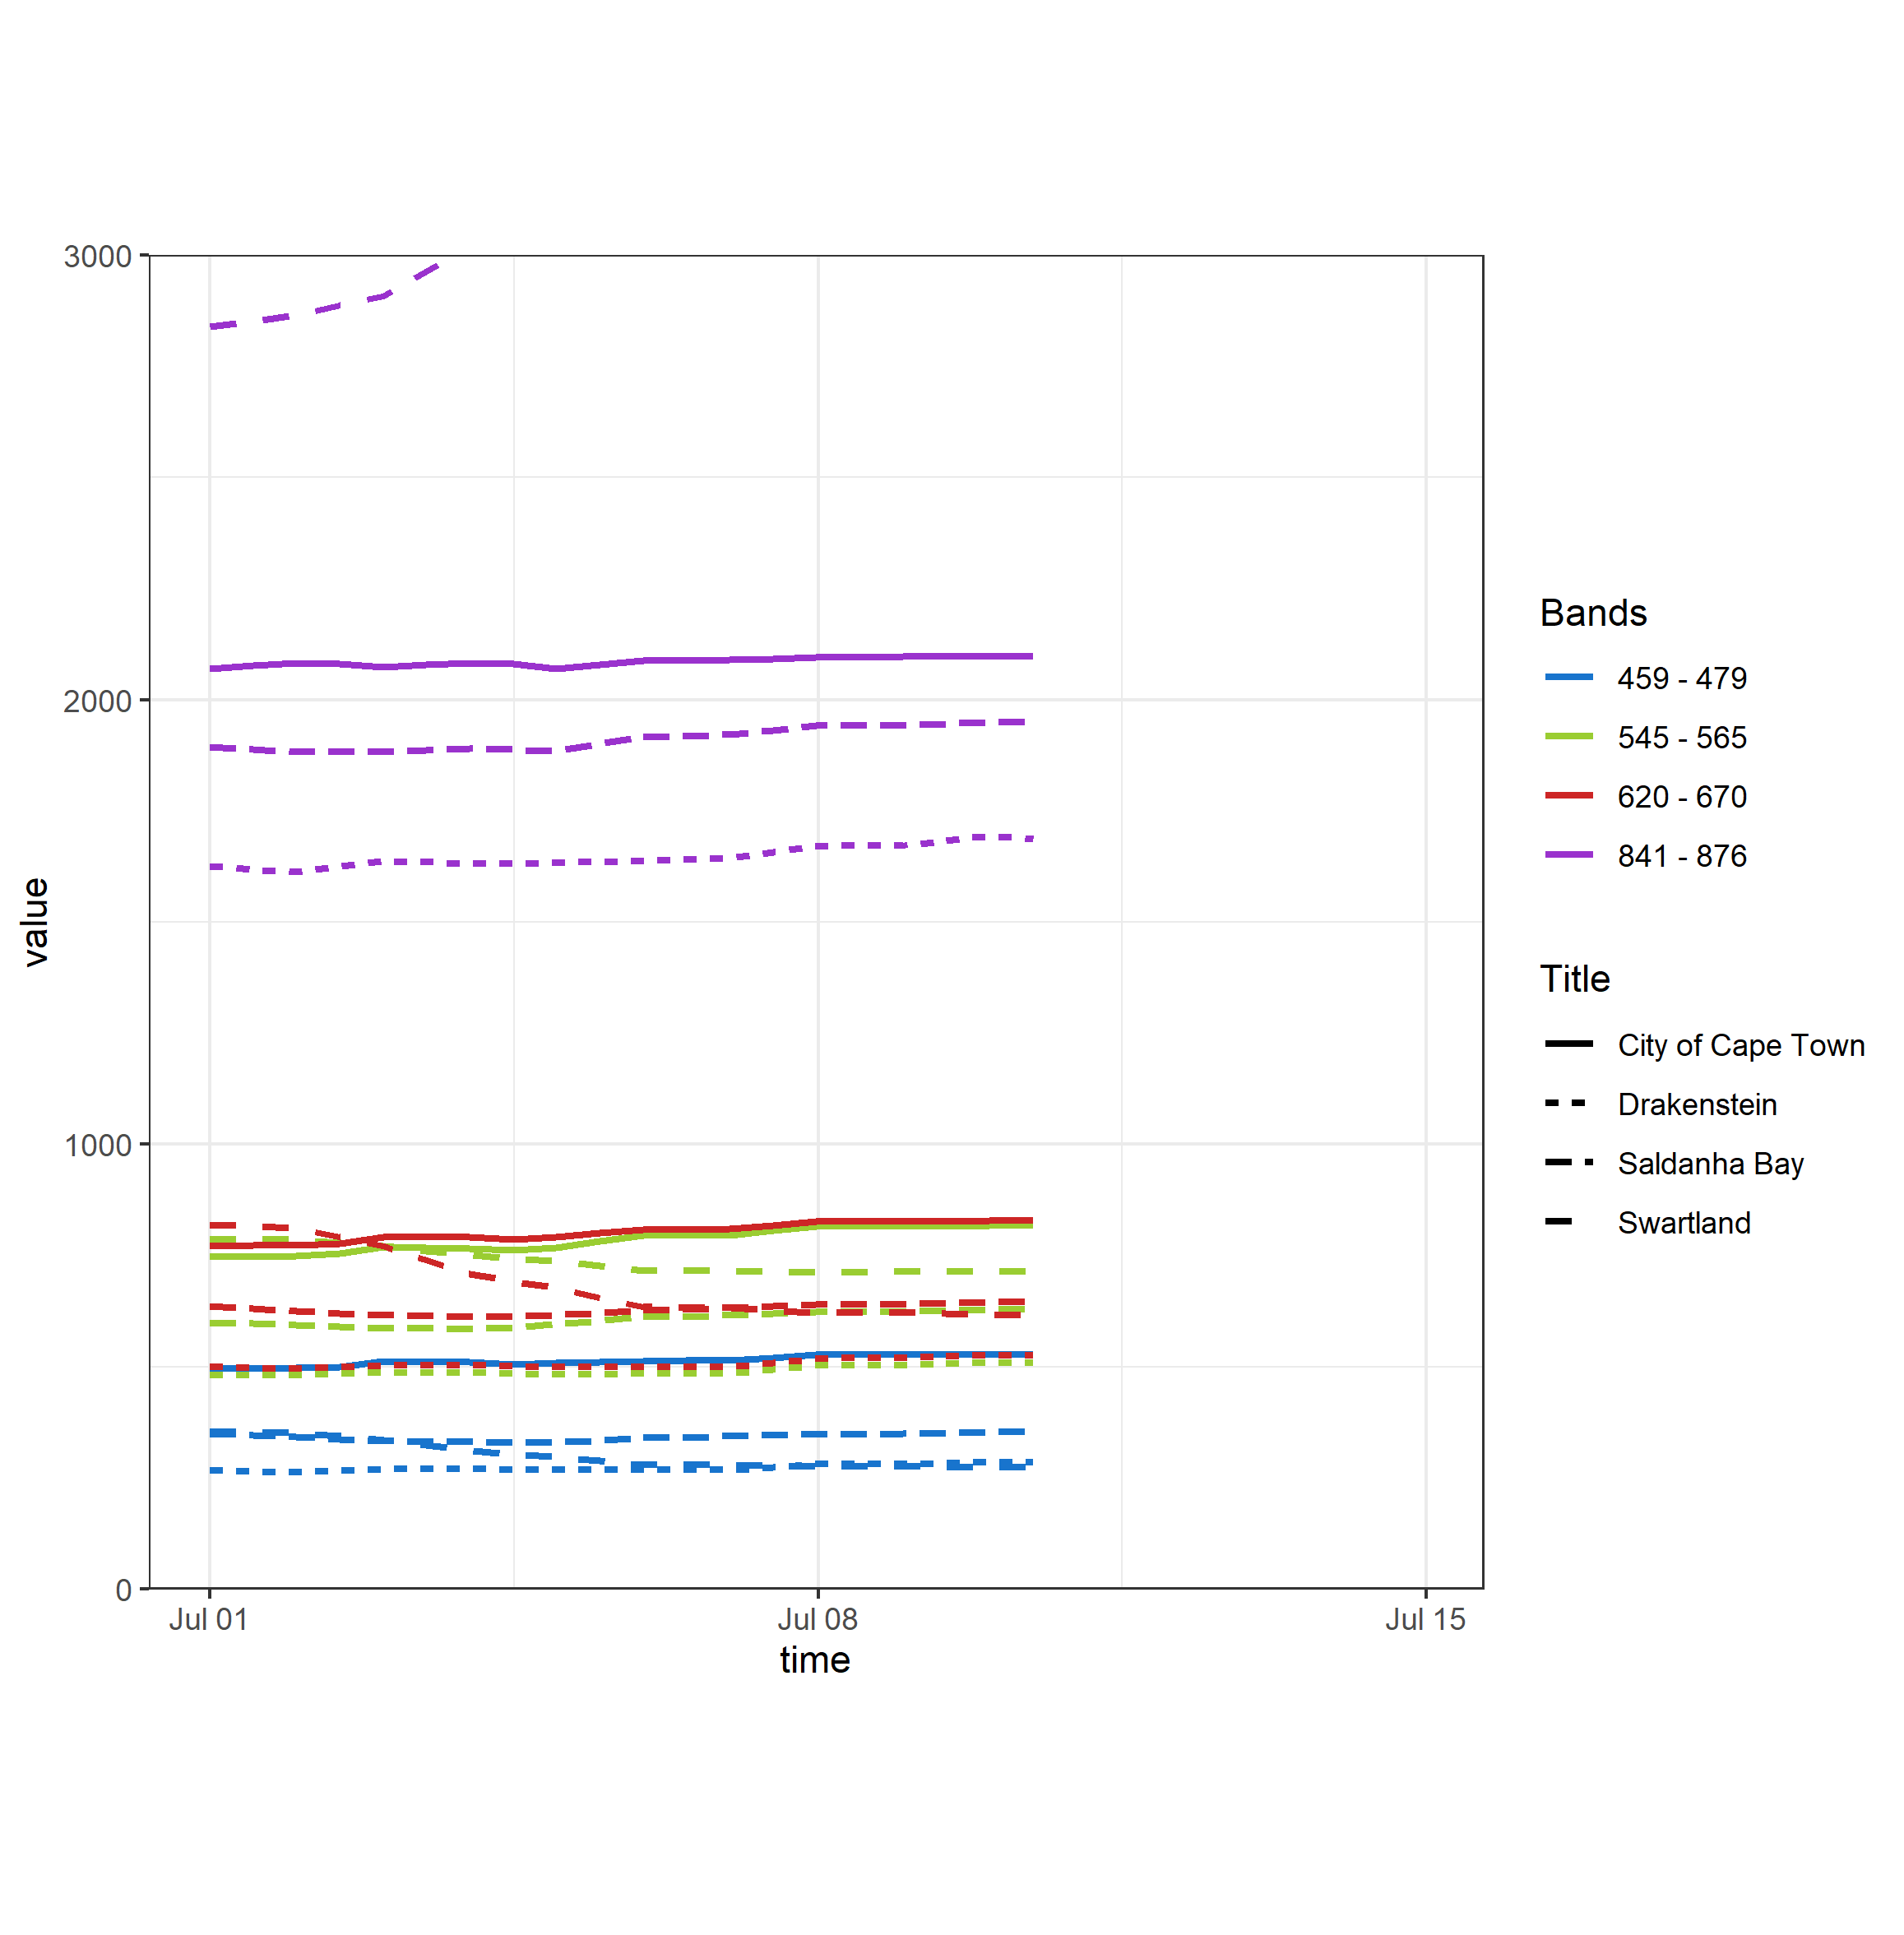 3000
2000
1000
0
value
Jul 01
Jul 08
Jul 15
time
Bands
459 - 479
545 - 565
620 - 670
841 - 876
Title
City of Cape Town
Drakenstein
Saldanha Bay
Swartland